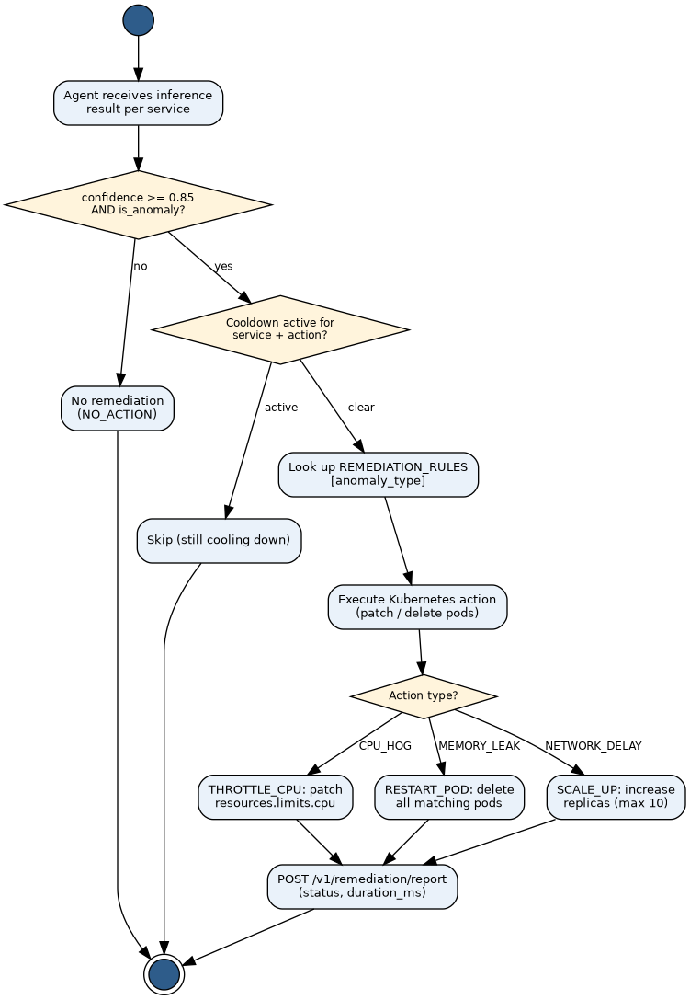 Agent receives inference
result per service
confidence >= 0.85
AND is_anomaly?
no
yes
Cooldown active for
service + action?
No remediation
(NO_ACTION)
active
clear
Look up REMEDIATION_RULES
[anomaly_type]
Skip (still cooling down)
Execute Kubernetes action
(patch / delete pods)
Action type?
CPU_HOG
MEMORY_LEAK
NETWORK_DELAY
THROTTLE_CPU: patch
resources.limits.cpu
RESTART_POD: delete
all matching pods
SCALE_UP: increase
replicas (max 10)
POST /v1/remediation/report
(status, duration_ms)